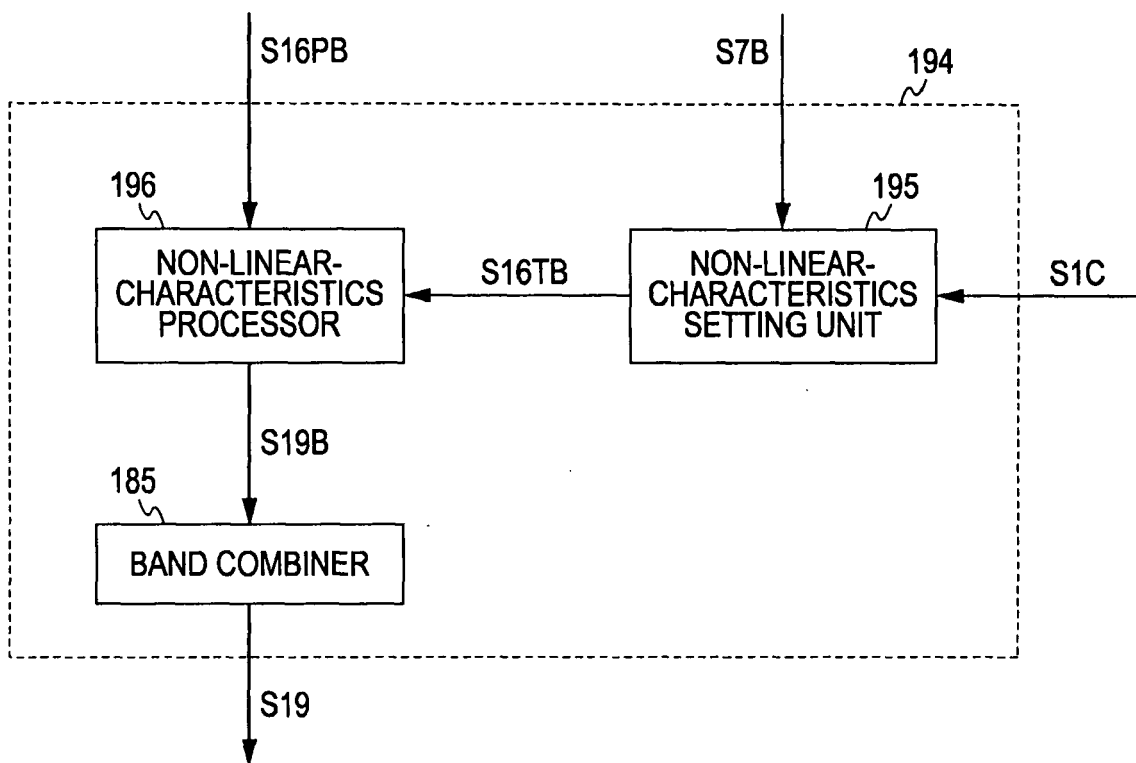 S16PB
S7B
194
196
195
NON-LINEAR-
CHARACTERISTICS
PROCESSOR
S16TB
NON-LINEAR-
CHARACTERISTICS
SETTING UNIT
S1C
S19B
185
BAND COMBINER
S19